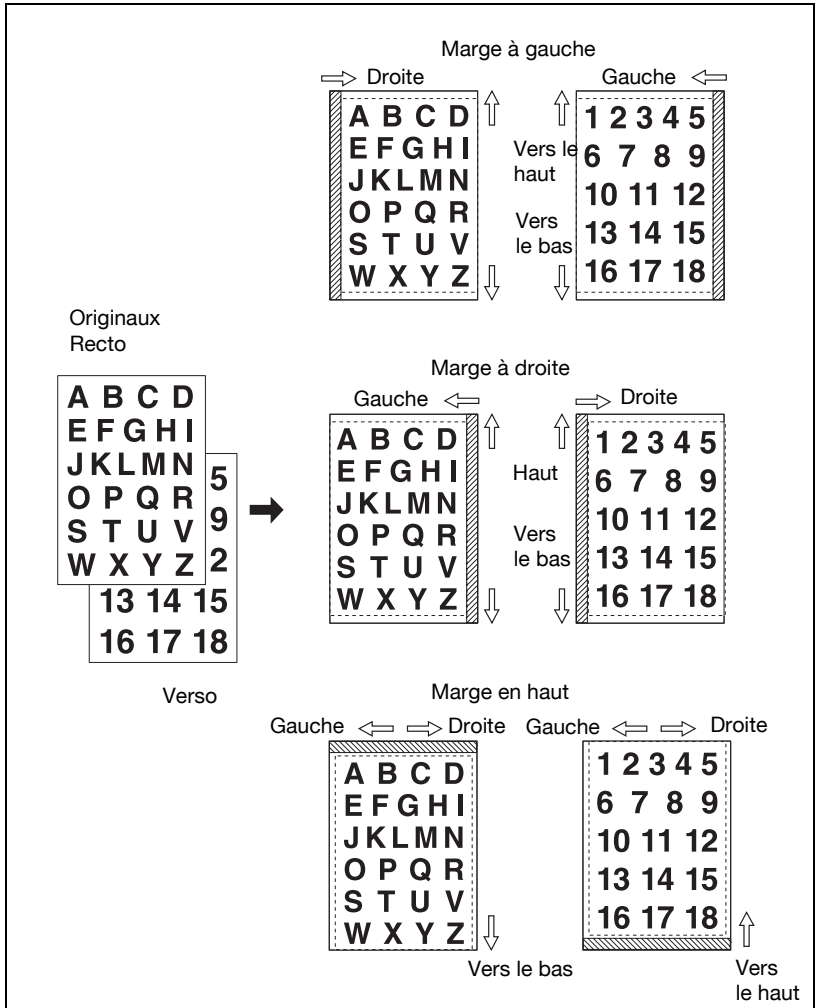 Marge à gauche
Droite
Gauche
A B C D
E F G H I
J K L M N
O P Q R
S T U V
W X Y Z
Vers le
haut
Vers
le bas
1 2 3 4 5
6 7 8 9
10 11 12
13 14 15
16 17 18
Originaux
Recto
A B C D
E F G H I
J K L M N
O P Q R
S T U V
W X Y Z
5
9
2
13 14 15
16 17 18
Verso
Marge à droite
Gauche
Droite
A B C D
E F G H I
J K L M N
O P Q R
S T U V
W X Y Z
Haut
Vers
le bas
1 2 3 4 5
6 7 8 9
10 11 12
13 14 15
16 17 18
Marge en haut
Gauche
Droite
Gauche
Droite
A B C D
E F G H I
J K L M N
O P Q R
S T U V
W X Y Z
Vers le bas
1 2 3 4 5
6 7 8 9
10 11 12
13 14 15
16 17 18
Vers
le haut